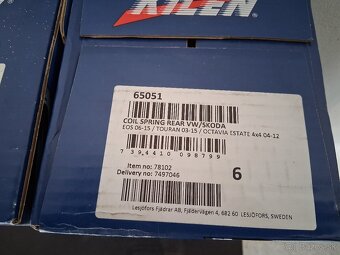 KILEN
65051
COIL SPRING REAR VW/SKODA
EOS 06-15 / TOURAN 03-15 / OCTAVIA ESTATE 4x4 04-12
7 394410 098799
Item no: 78102
Delivery no: 7497046
6
Lesjöfors Fjädrar AB, Fjädervägen 4, 682 60 LESJÖFORS, SWEDEN